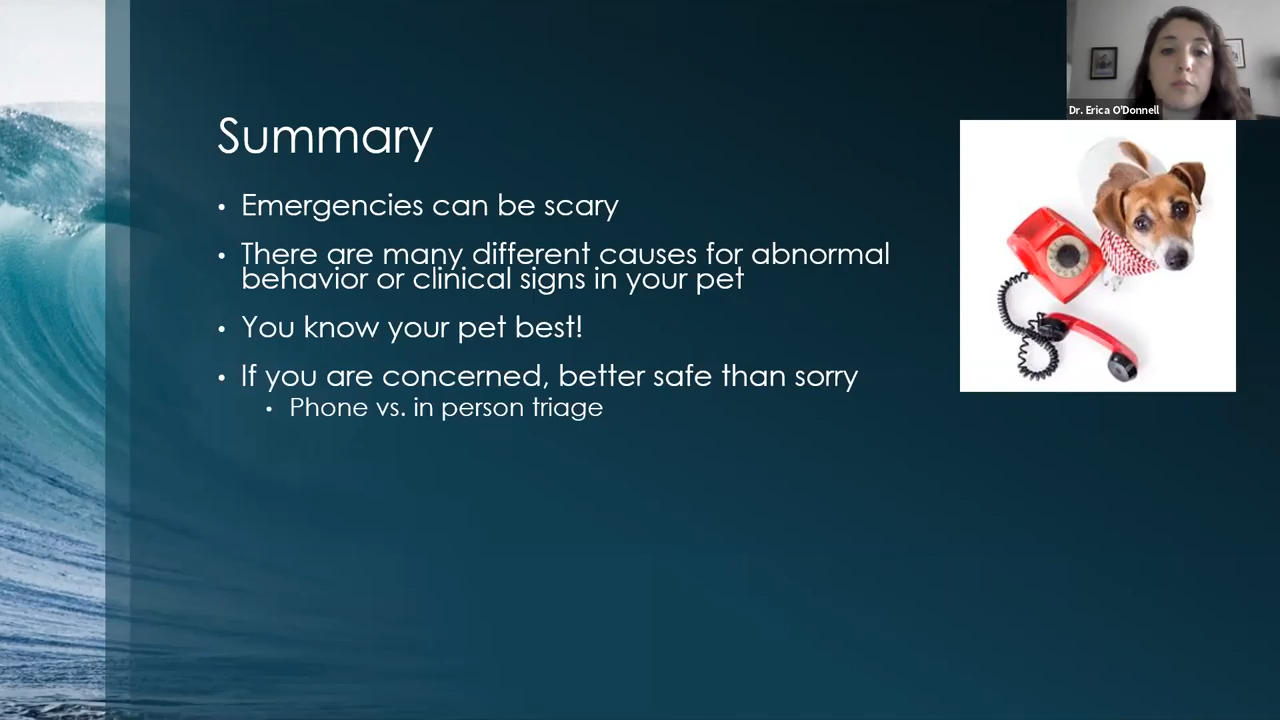 Dr. Erica O'Donnell
Summary
• Emergencies can be scary
• There are many different causes for abnormal
behavior or clinical signs in your pet
• You know your pet best!
• If you are concerned, better safe than sorry
• Phone vs. in person triage